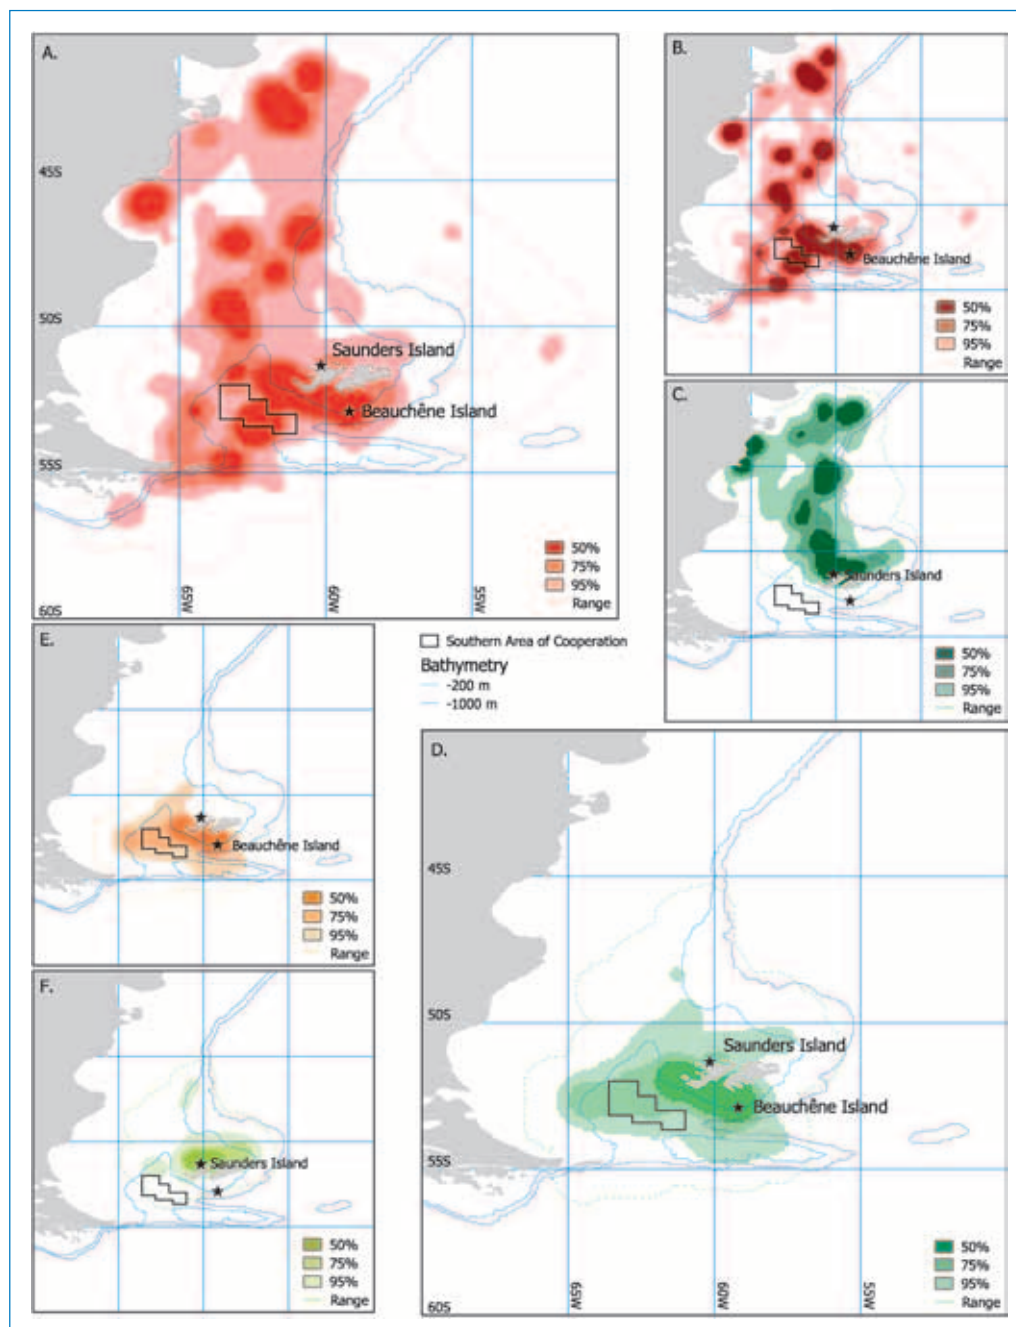 A.
45S
50S
Saunders Island
Beauchêne Island
55S
65W
60W
55W
60S
50%
75%
95%
Range
B.
Beauchêne Island
50%
75%
95%
Range
C.
Saunders Island
50%
75%
95%
Range
Southern Area of Cooperation
Bathymetry
-200 m
-1000 m
E.
Beauchêne Island
50%
75%
95%
Range
F.
Saunders Island
50%
75%
95%
Range
D.
45S
50S
Saunders Island
Beauchêne Island
55S
65W
60W
55W
60S
50%
75%
95%
Range